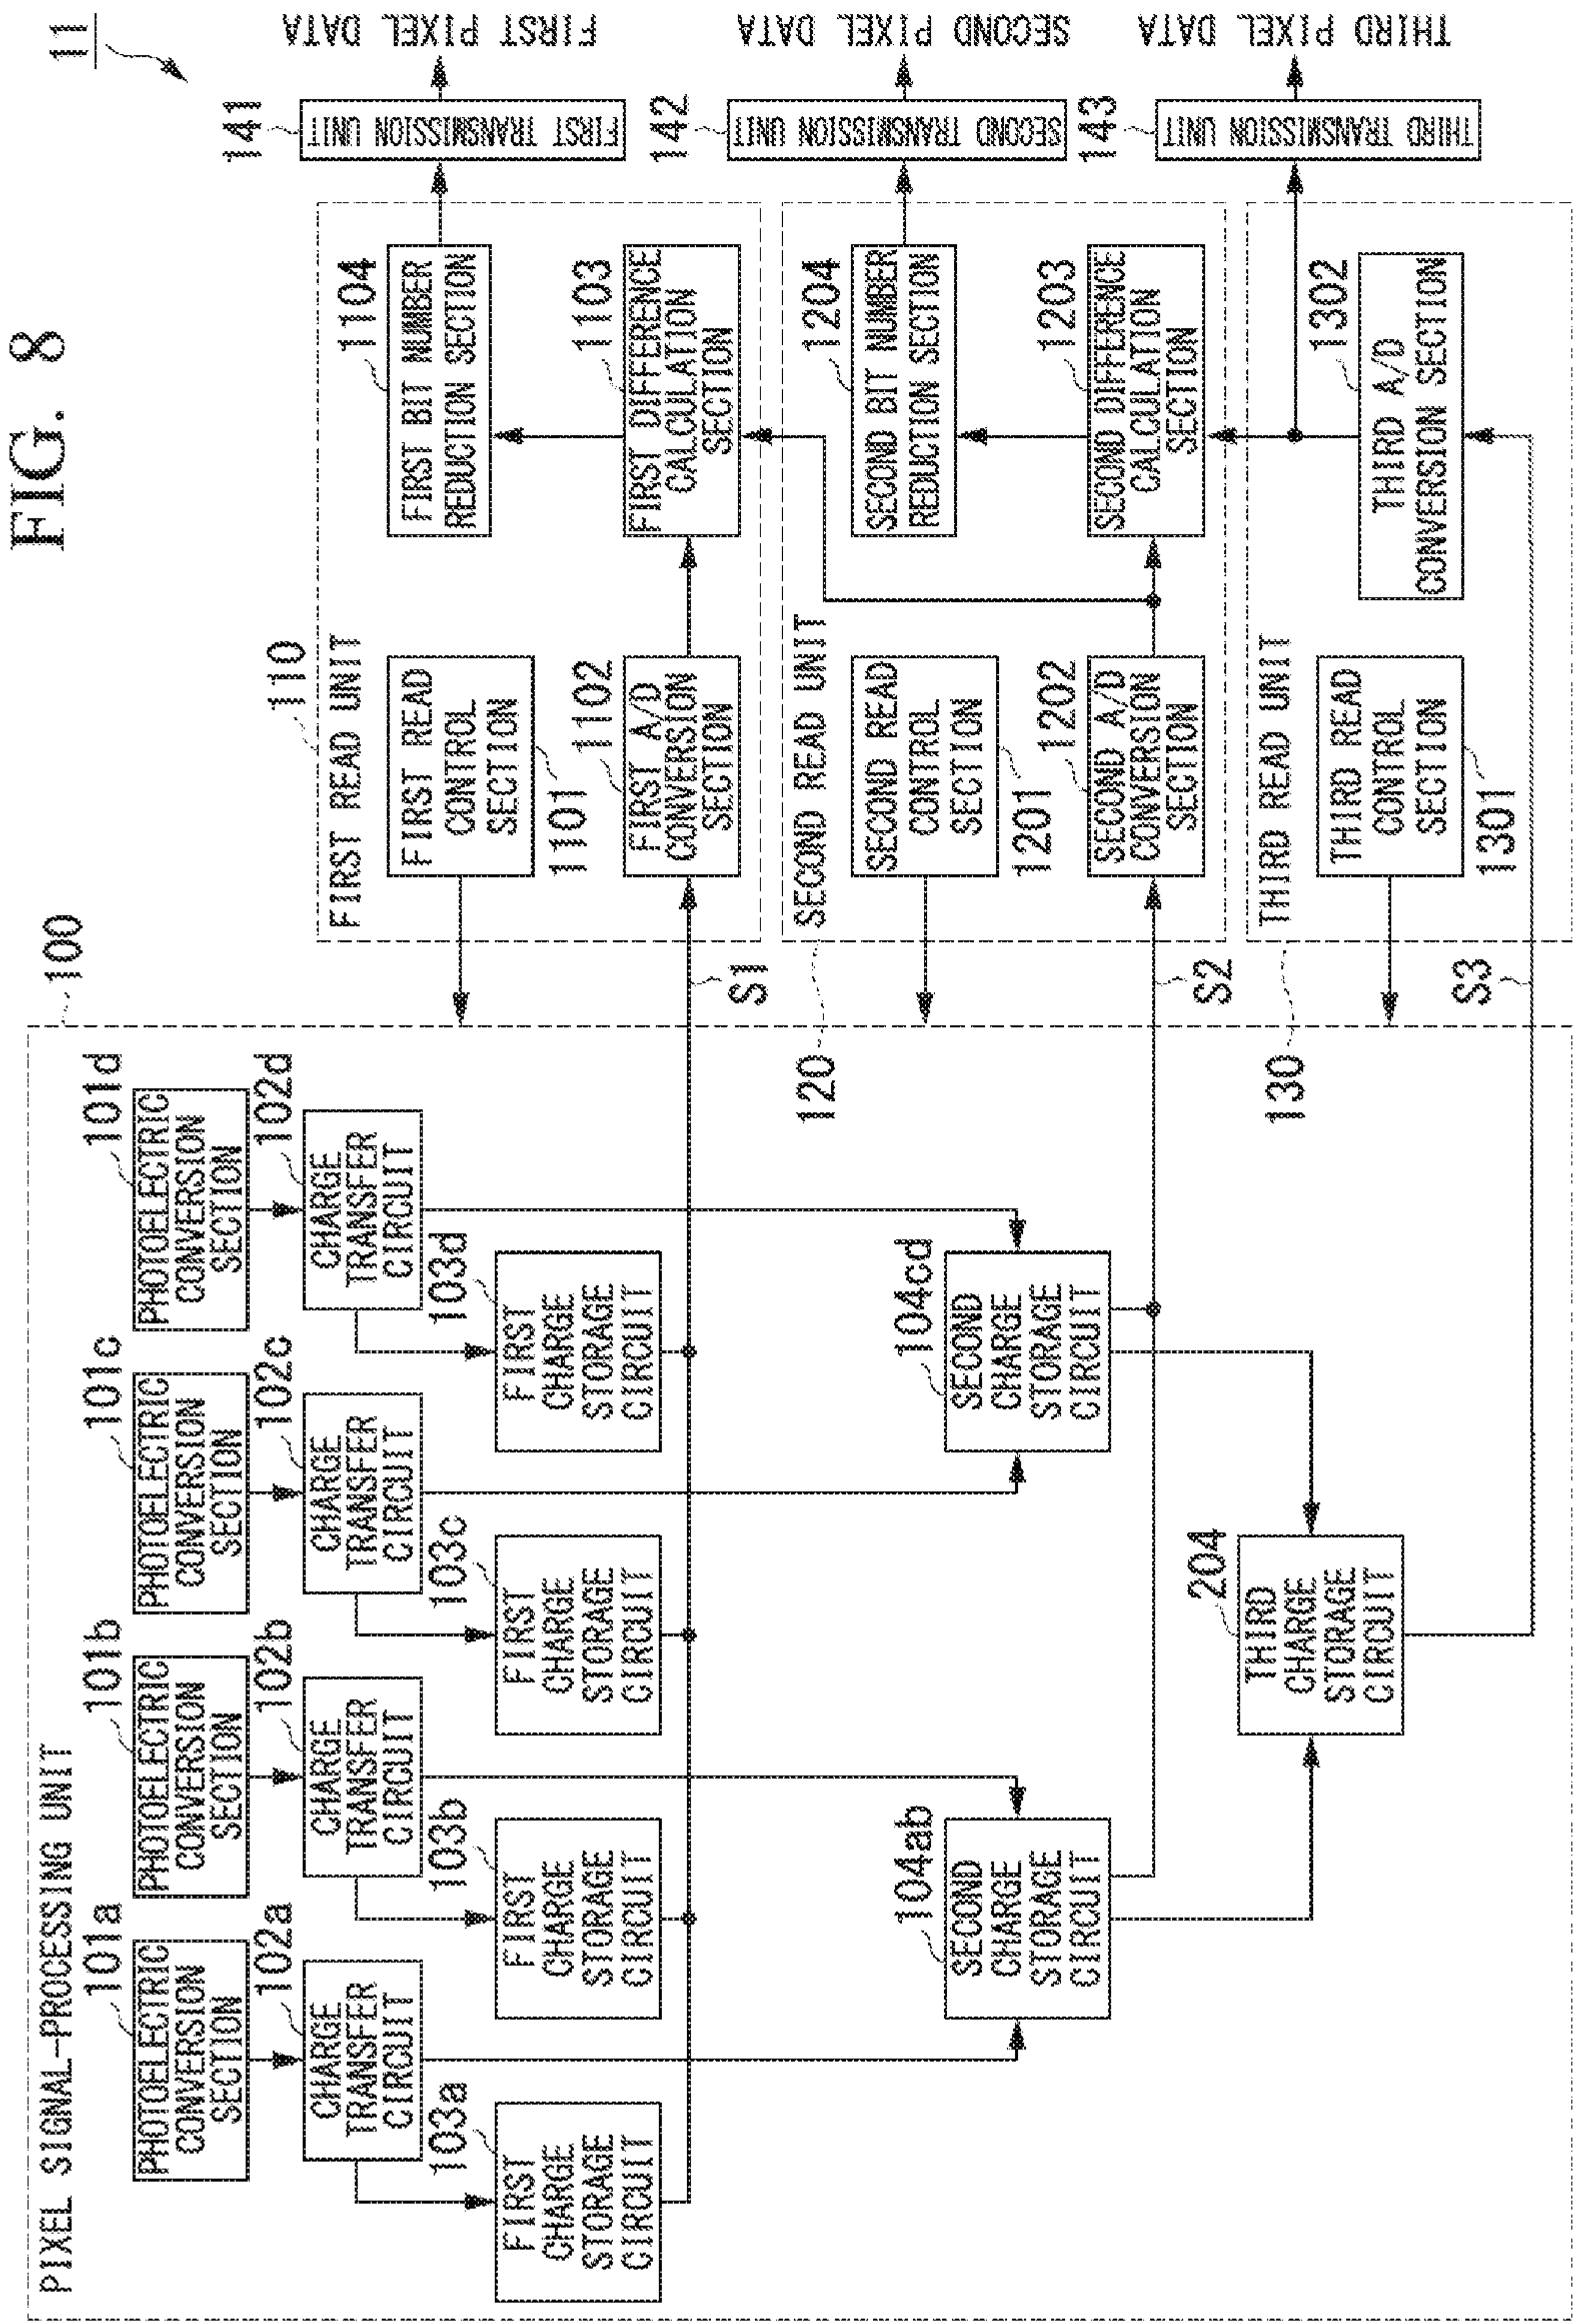 FIG. 8
11
PIXEL SIGNAL-PROCESSING UNIT
100
101a
PHOTOELECTRIC
CONVERSION
SECTION
101b
PHOTOELECTRIC
CONVERSION
SECTION
101c
PHOTOELECTRIC
CONVERSION
SECTION
101d
PHOTOELECTRIC
CONVERSION
SECTION
102a
CHARGE
TRANSFER
CIRCUIT
102b
CHARGE
TRANSFER
CIRCUIT
102c
CHARGE
TRANSFER
CIRCUIT
102d
CHARGE
TRANSFER
CIRCUIT
103a
FIRST
CHARGE
STORAGE
CIRCUIT
103b
FIRST
CHARGE
STORAGE
CIRCUIT
103c
FIRST
CHARGE
STORAGE
CIRCUIT
103d
FIRST
CHARGE
STORAGE
CIRCUIT
104ab
SECOND
CHARGE
STORAGE
CIRCUIT
104cd
SECOND
CHARGE
STORAGE
CIRCUIT
204
THIRD
CHARGE
STORAGE
CIRCUIT
S1
S2
S3
110
FIRST READ UNIT
FIRST READ
CONTROL
SECTION
1101
1102
FIRST A/D
CONVERSION
SECTION
1103
FIRST DIFFERENCE
CALCULATION
SECTION
1104
FIRST BIT NUMBER
REDUCTION SECTION
141
FIRST TRANSMISSION UNIT
FIRST PIXEL DATA
120
SECOND READ UNIT
SECOND READ
CONTROL
SECTION
1201
1202
SECOND A/D
CONVERSION
SECTION
1203
SECOND DIFFERENCE
CALCULATION
SECTION
1204
SECOND BIT NUMBER
REDUCTION SECTION
142
SECOND TRANSMISSION UNIT
SECOND PIXEL DATA
130
THIRD READ UNIT
THIRD READ
CONTROL
SECTION
1301
1302
THIRD A/D
CONVERSION SECTION
143
THIRD TRANSMISSION UNIT
THIRD PIXEL DATA